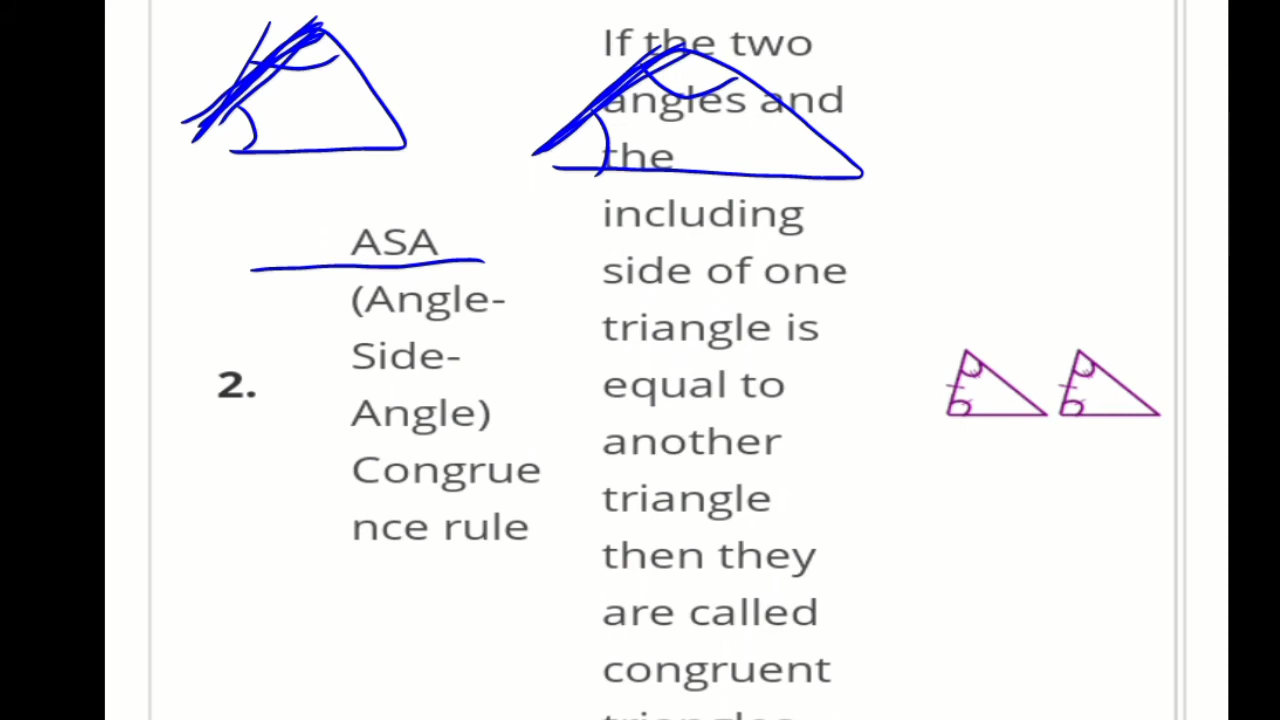 2.
ASA
(Angle-
Side-
Angle)
Congrue
nce rule
If the two
angles and
the
including
side of one
triangle is
equal to
another
triangle
then they
are called
congruent